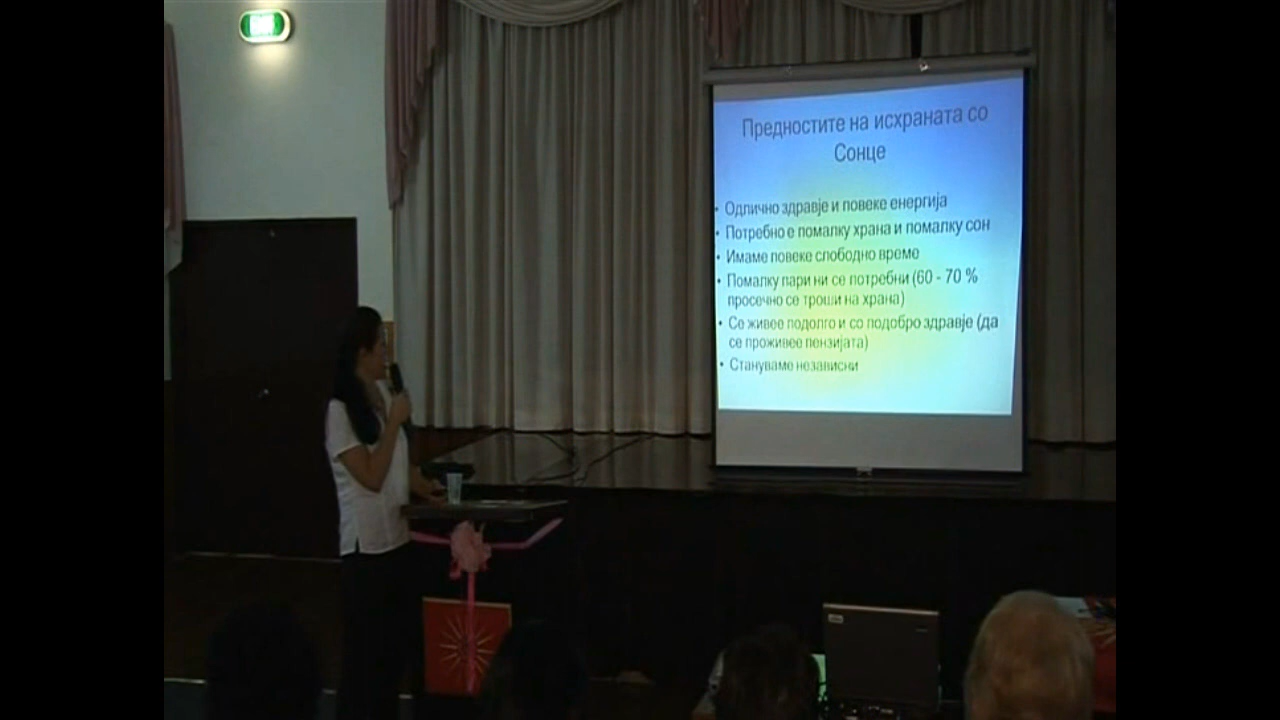 Предностите на исхраната со
Сонце
• Одлично здравје и повеке енергија
• Потребно е помалку храна и помалку сон
• Имаме повеке слободно време
• Помалку пари ни се потребни (60 - 70 %
просечно се троши на храна)
• Се живее подолго и со подобро здравје (да
се проживее пензијата)
• Стануваме независни